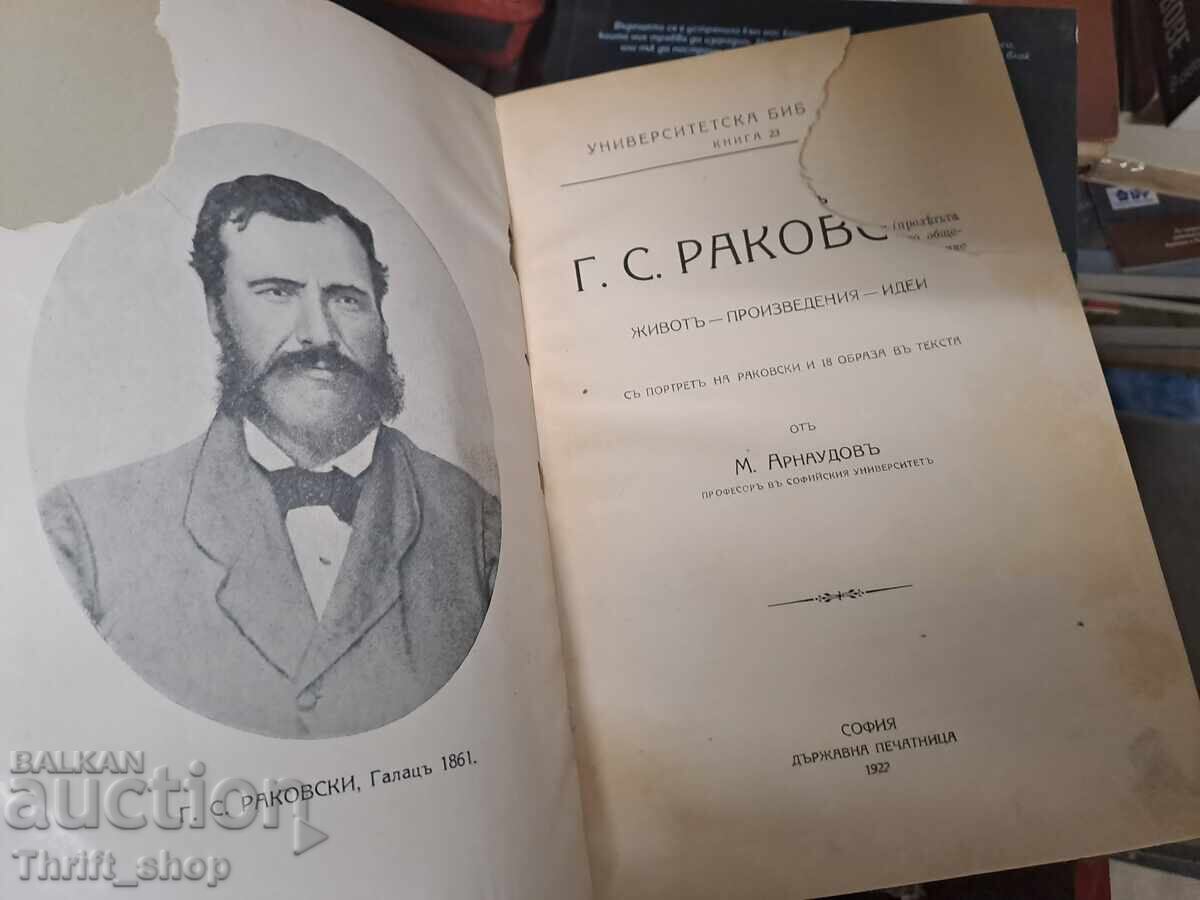 Г. С. РАКОВСКИ, Галацъ 1861.
УНИВЕРСИТЕТСКА БИБ
КНИГА 23
Г. С. РАКОВС
ЖИВОТЪ — ПРОИЗВЕДЕНИЯ — ИДЕИ
СЪ ПОРТРЕТЪ НА РАКОВСКИ И 18 ОБРАЗА ВЪ ТЕКСТА
ОТЪ
М. АРНАУДОВЪ
ПРОФЕСОРЪ ВЪ СОФИЙСКИЯ УНИВЕРСИТЕТЪ
СОФИЯ
ДЪРЖАВНА ПЕЧАТНИЦА
1922
BALKAN
auction
Thrift_shop